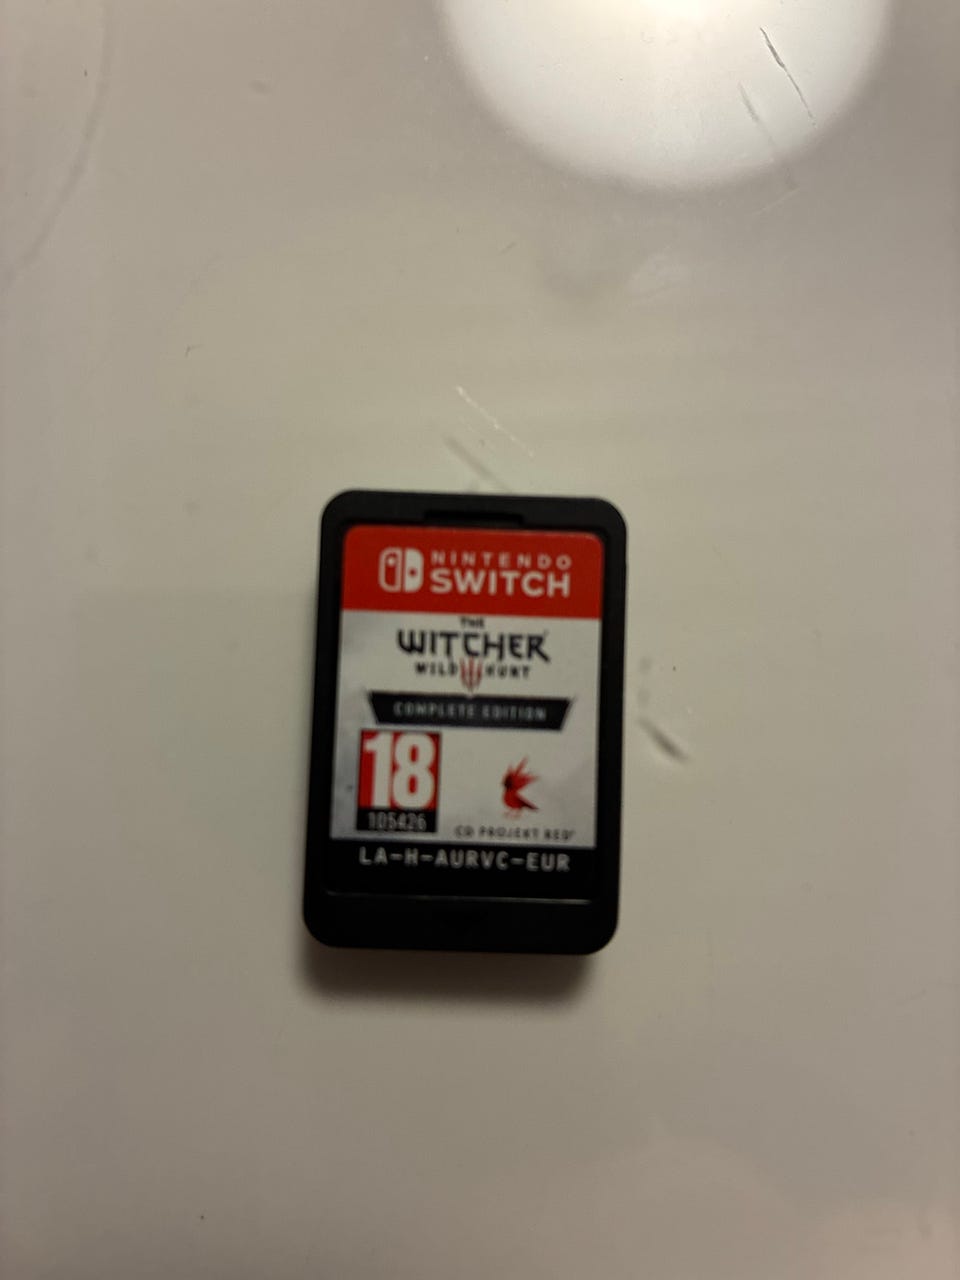 NINTENDO
SWITCH
THE
WITCHER
WILD HUNT
COMPLETE EDITION
18
105426
CD PROJEKT RED®
LA-H-AURVC-EUR